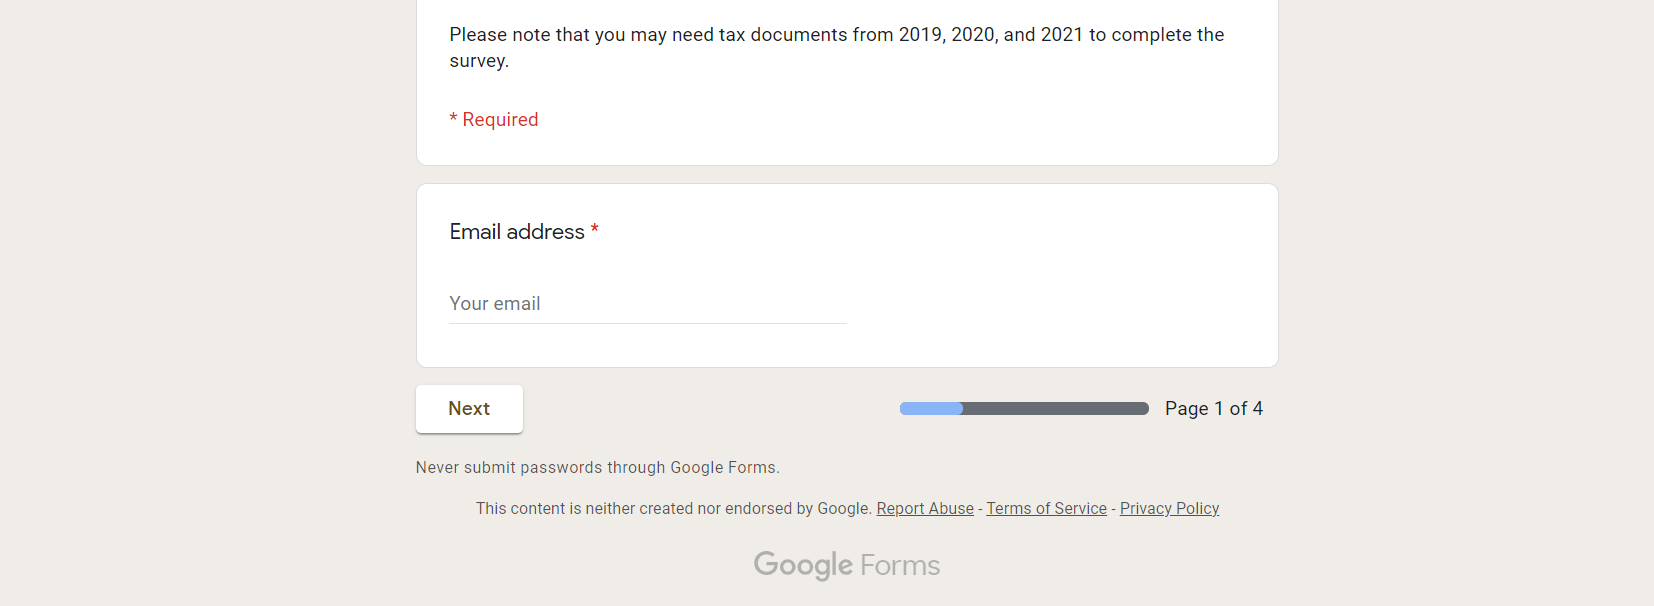 Please note that you may need tax documents from 2019, 2020, and 2021 to complete the
survey.
* Required
Email address *
Your email
Next
Page 1 of 4
Never submit passwords through Google Forms.
This content is neither created nor endorsed by Google. Report Abuse - Terms of Service - Privacy Policy
Google Forms